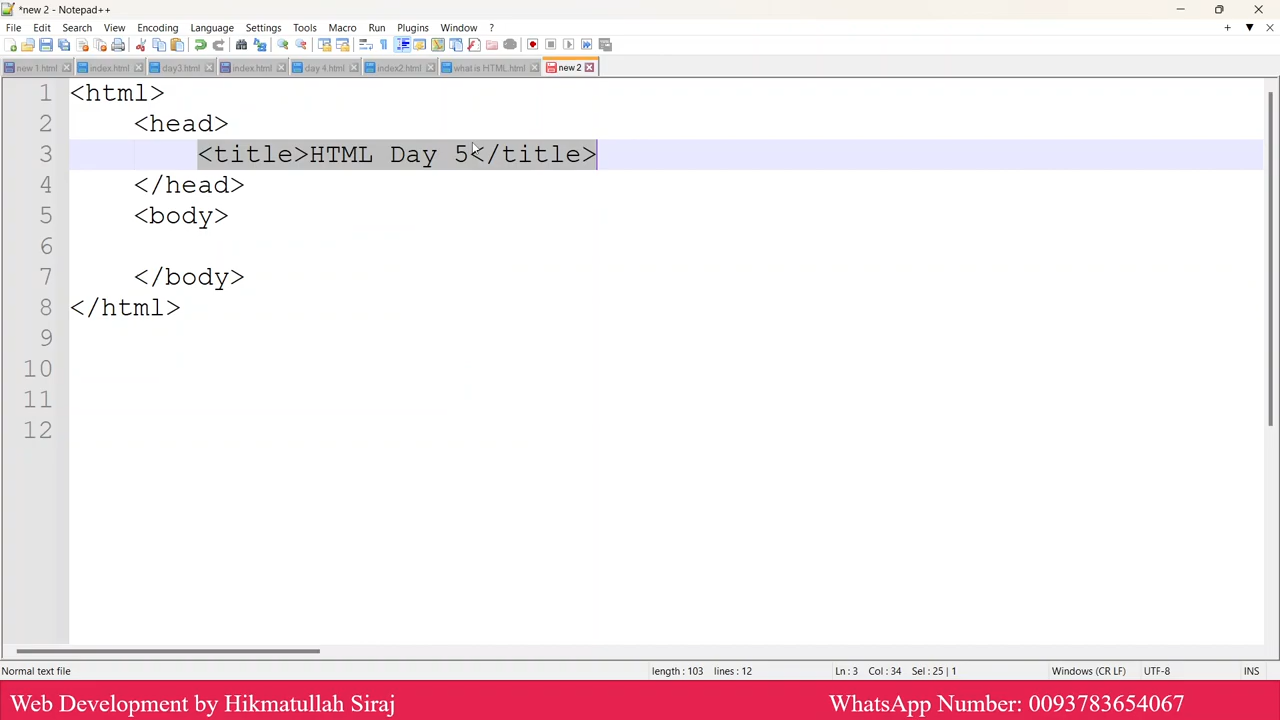 *new 2 - Notepad++
File Edit Search View Encoding Language Settings Tools Macro Run Plugins Window ?
new 1.html index.html day3.html index.html day 4.html index2.html what is HTML.html new 2
1 <html>
2 <head>
3 <title>HTML Day 5</title>
4 </head>
5 <body>
6
7 </body>
8 </html>
9
10
11
12
Normal text file length : 103 lines : 12 Ln : 3 Col : 34 Sel : 25 | 1 Windows (CR LF) UTF-8 INS
Web Development by Hikmatullah Siraj WhatsApp Number: 0093783654067